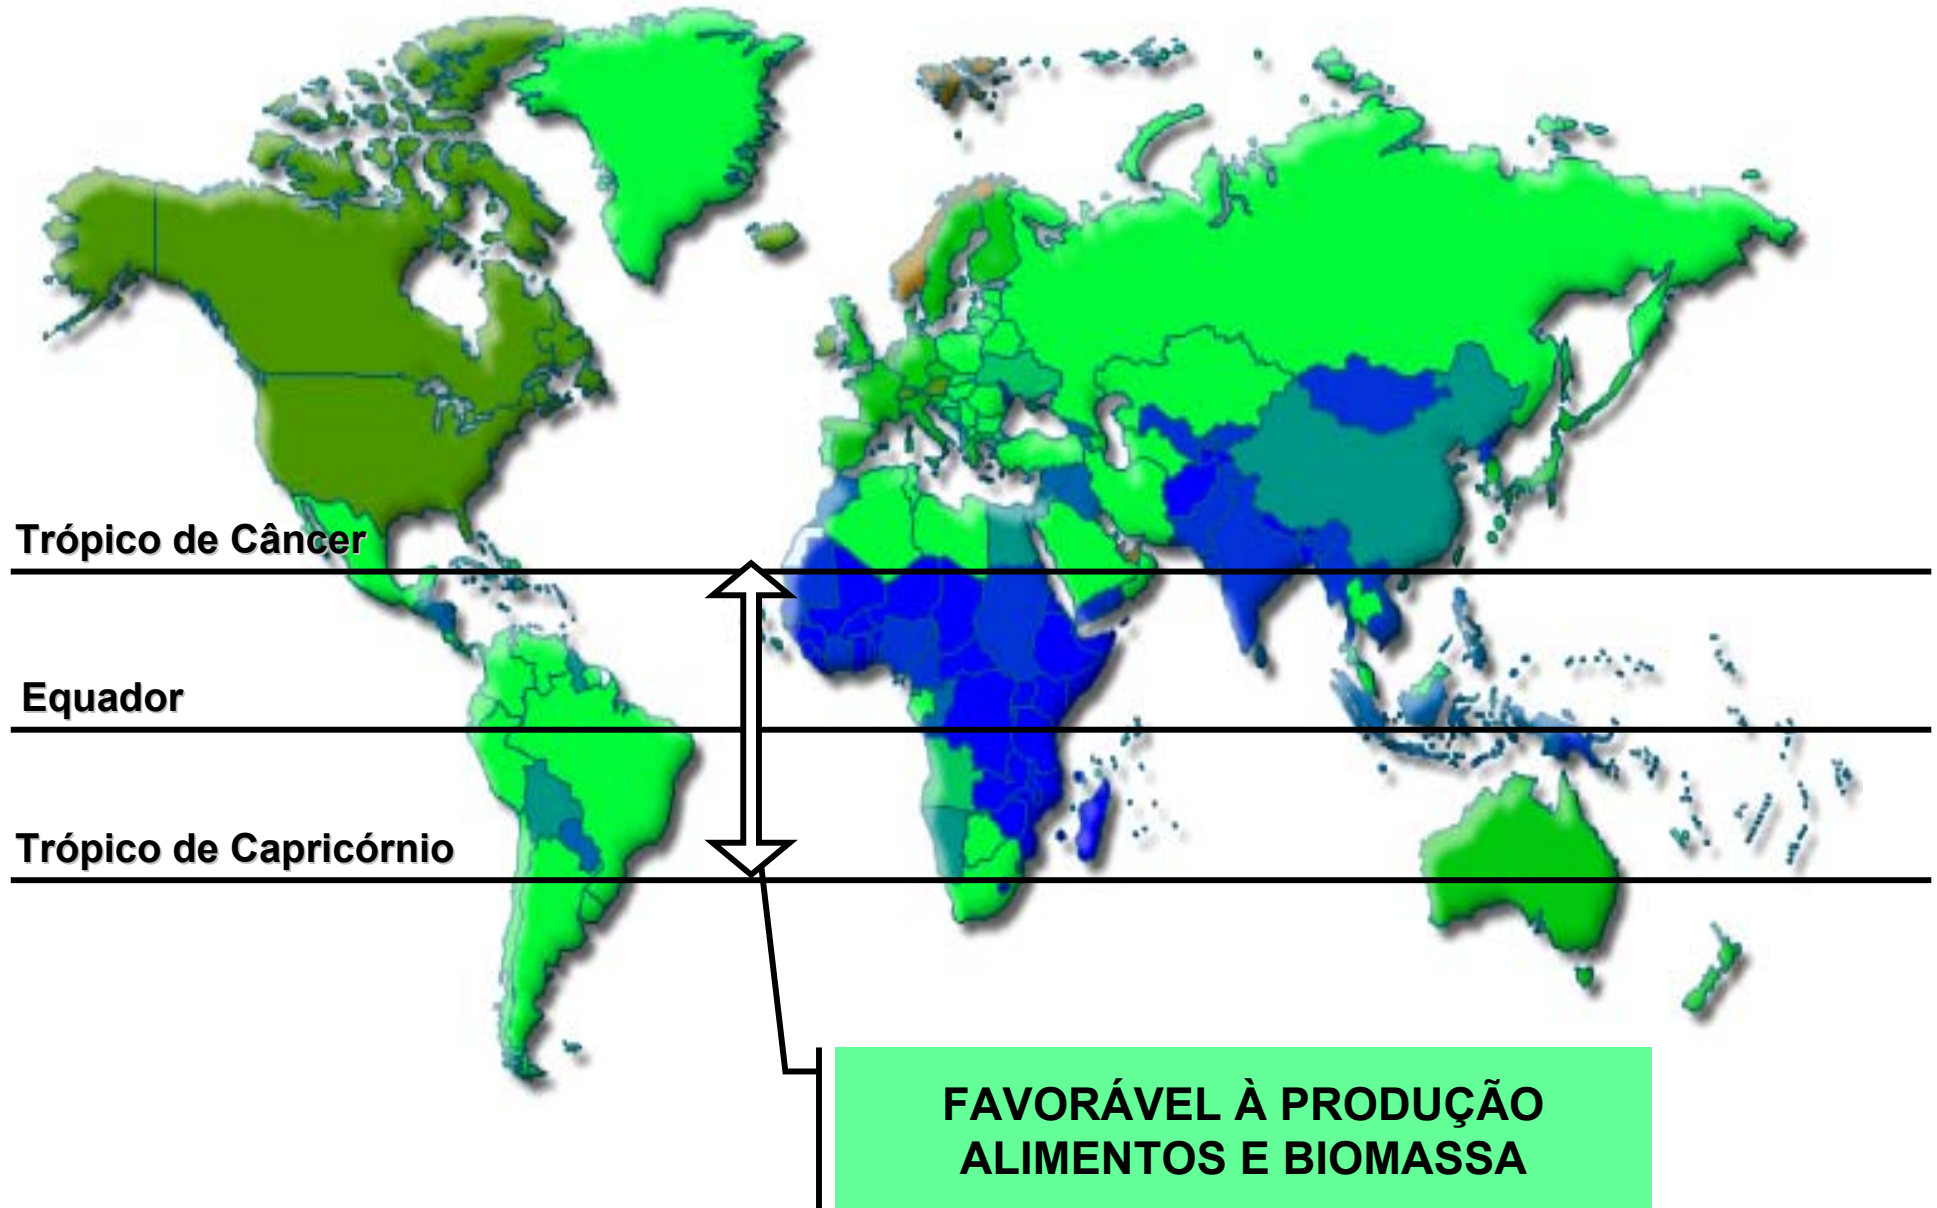 Trópico de Câncer
Equador
Trópico de Capricórnio
FAVORÁVEL À PRODUÇÃO
ALIMENTOS E BIOMASSA